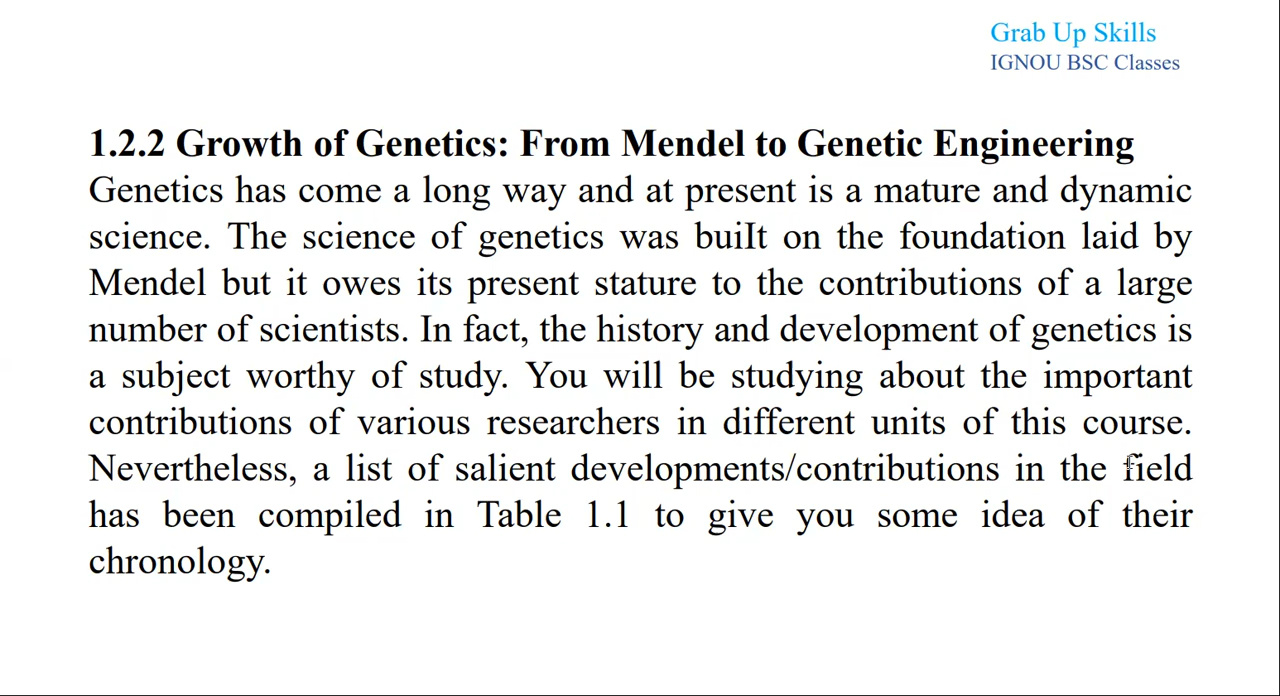 Grab Up Skills
IGNOU BSC Classes
1.2.2 Growth of Genetics: From Mendel to Genetic Engineering
Genetics has come a long way and at present is a mature and dynamic
science. The science of genetics was buiIt on the foundation laid by
Mendel but it owes its present stature to the contributions of a large
number of scientists. In fact, the history and development of genetics is
a subject worthy of study. You will be studying about the important
contributions of various researchers in different units of this course.
Nevertheless, a list of salient developments/contributions in the field
has been compiled in Table 1.1 to give you some idea of their
chronology.